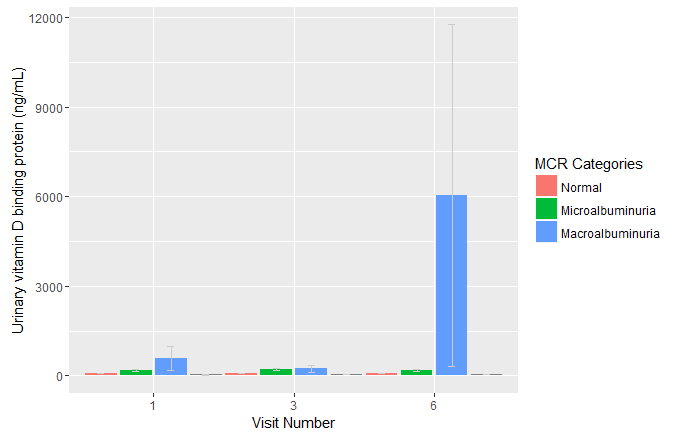 12000
9000
6000
3000
0
Urinary vitamin D binding protein (ng/mL)
1
3
6
Visit Number
MCR Categories
Normal
Microalbuminuria
Macroalbuminuria